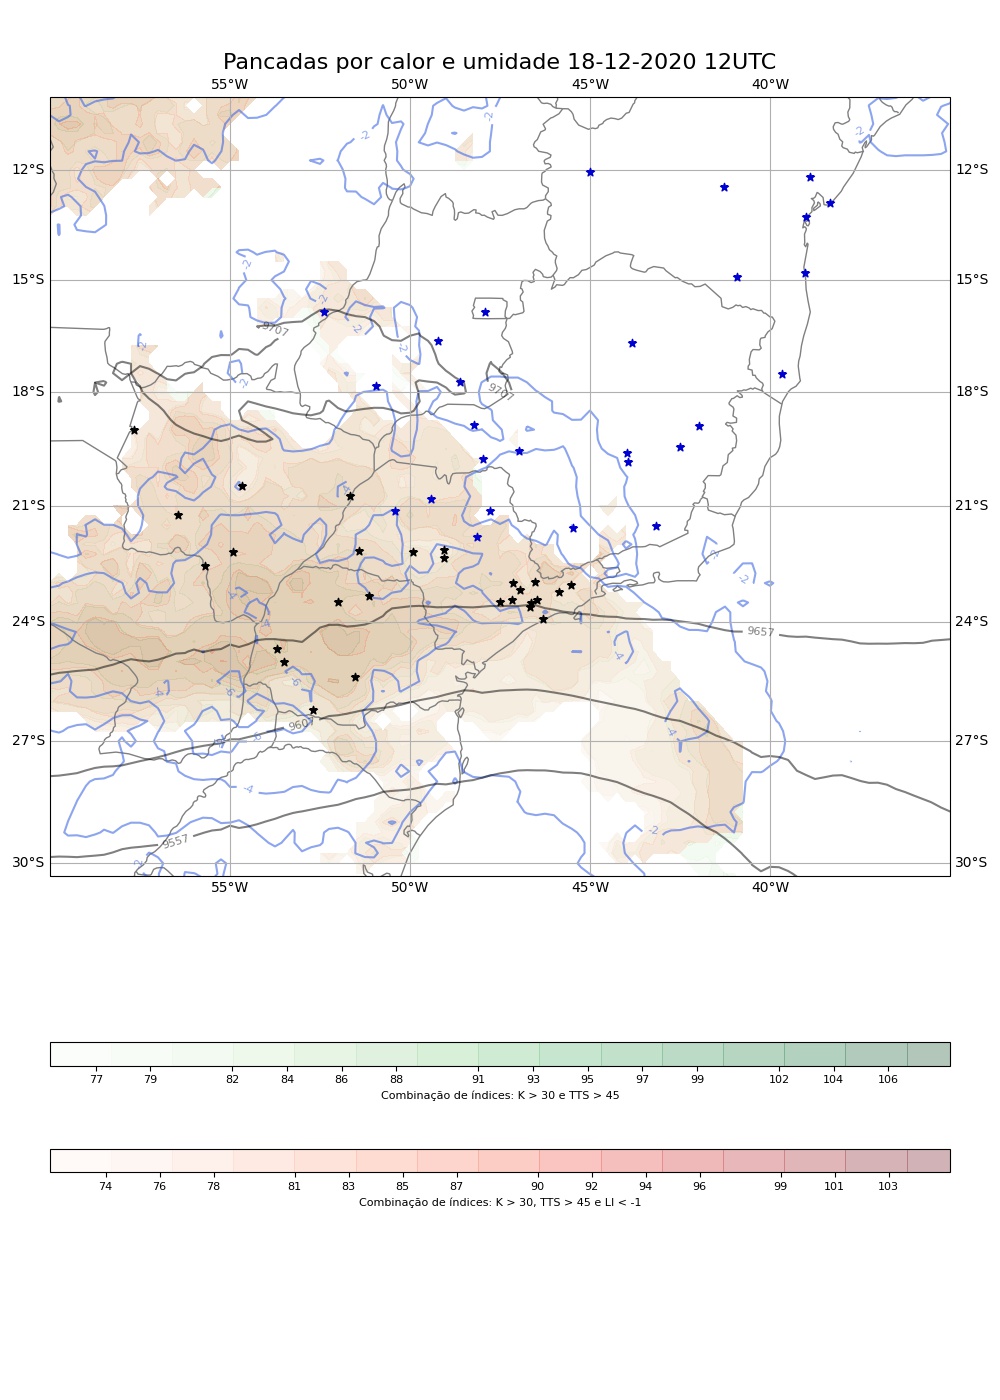 Pancadas por calor e umidade 18-12-2020 12UTC
55°W 50°W 45°W 40°W
12°S 12°S
15°S 15°S
18°S 18°S
21°S 21°S
24°S 24°S
27°S 27°S
30°S 30°S
-2 -2 -2
-2 -2
9707 -2
-2 -2
-2 9707
-4
-2
-2
-4
9657
-4
-4 -6 -6
9607 -4
-4
-2
9557
55°W 50°W 45°W 40°W
77 79 82 84 86 88 91 93 95 97 99 102 104 106
Combinação de índices: K > 30 e TTS > 45
74 76 78 81 83 85 87 90 92 94 96 99 101 103
Combinação de índices: K > 30, TTS > 45 e LI < -1